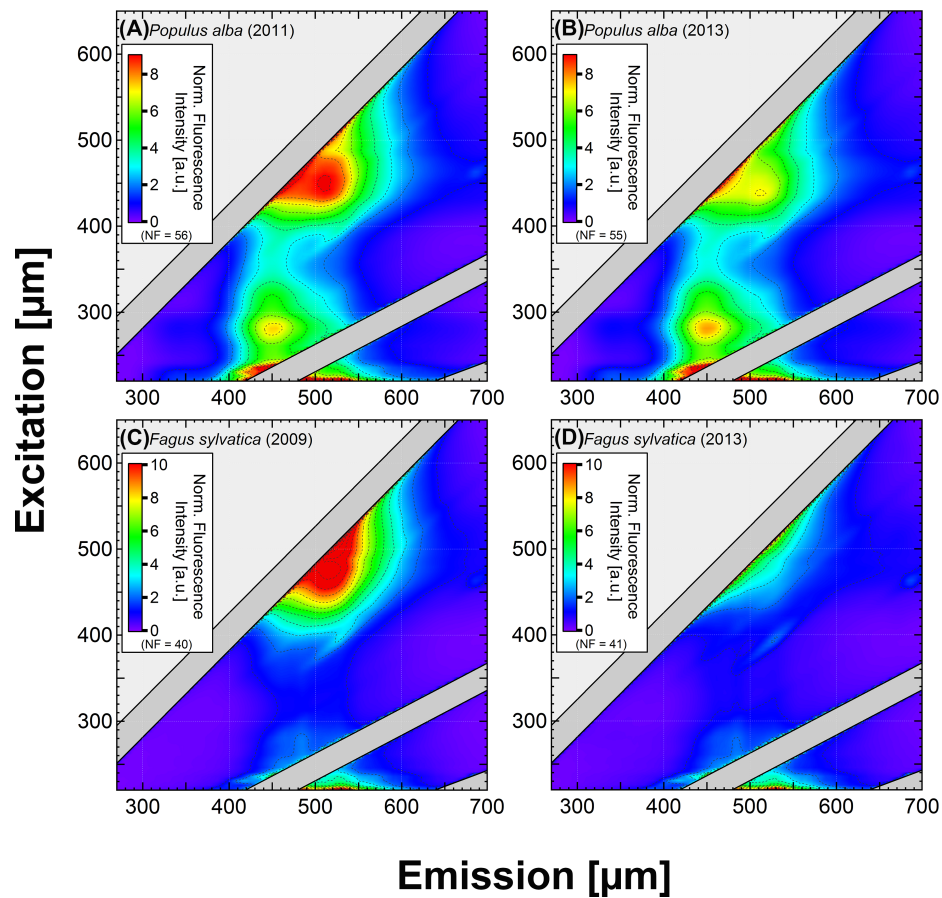 (A) Populus alba (2011)
Norm. Fluorescence
Intensity [a.u.]
8
6
4
2
0
(NF = 56)
600
500
400
300
300 400 500 600 700
(B) Populus alba (2013)
Norm. Fluorescence
Intensity [a.u.]
8
6
4
2
0
(NF = 55)
300 400 500 600 700
(C) Fagus sylvatica (2009)
Norm. Fluorescence
Intensity [a.u.]
10
8
6
4
2
0
(NF = 40)
600
500
400
300
300 400 500 600 700
(D) Fagus sylvatica (2013)
Norm. Fluorescence
Intensity [a.u.]
10
8
6
4
2
0
(NF = 41)
300 400 500 600 700
Excitation [µm]
Emission [µm]